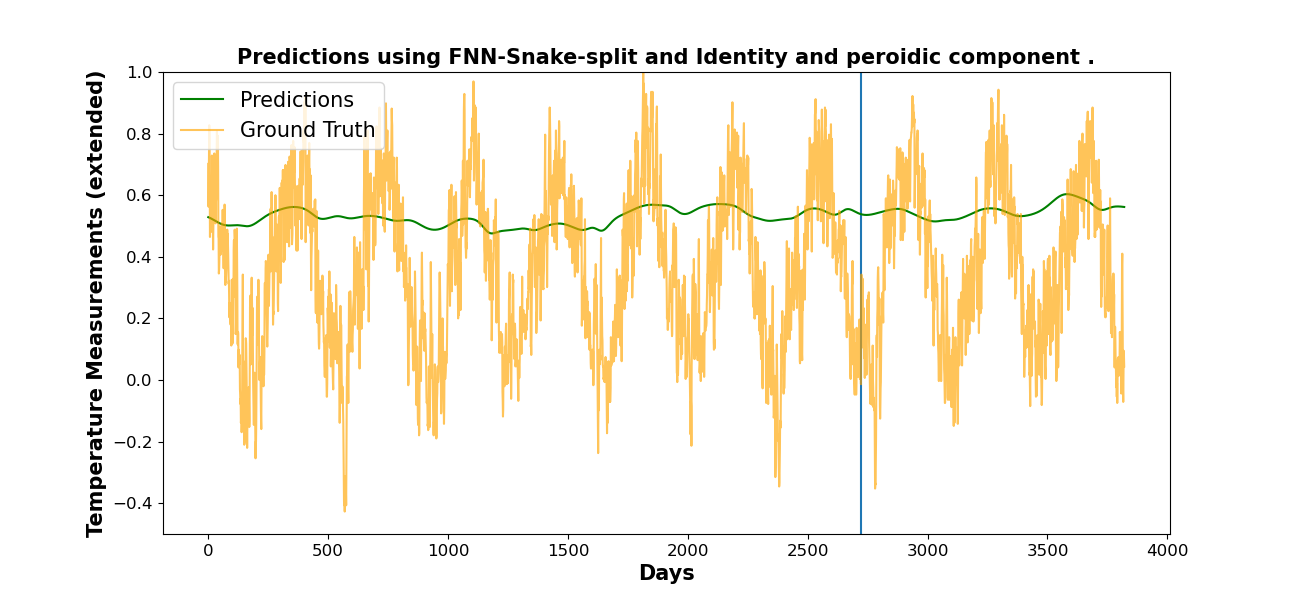 Predictions using FNN-Snake-split and Identity and peroidic component .
Predictions
Ground Truth
Temperature Measurements (extended)
1.0
0.8
0.6
0.4
0.2
0.0
−0.2
−0.4
0 500 1000 1500 2000 2500 3000 3500 4000
Days